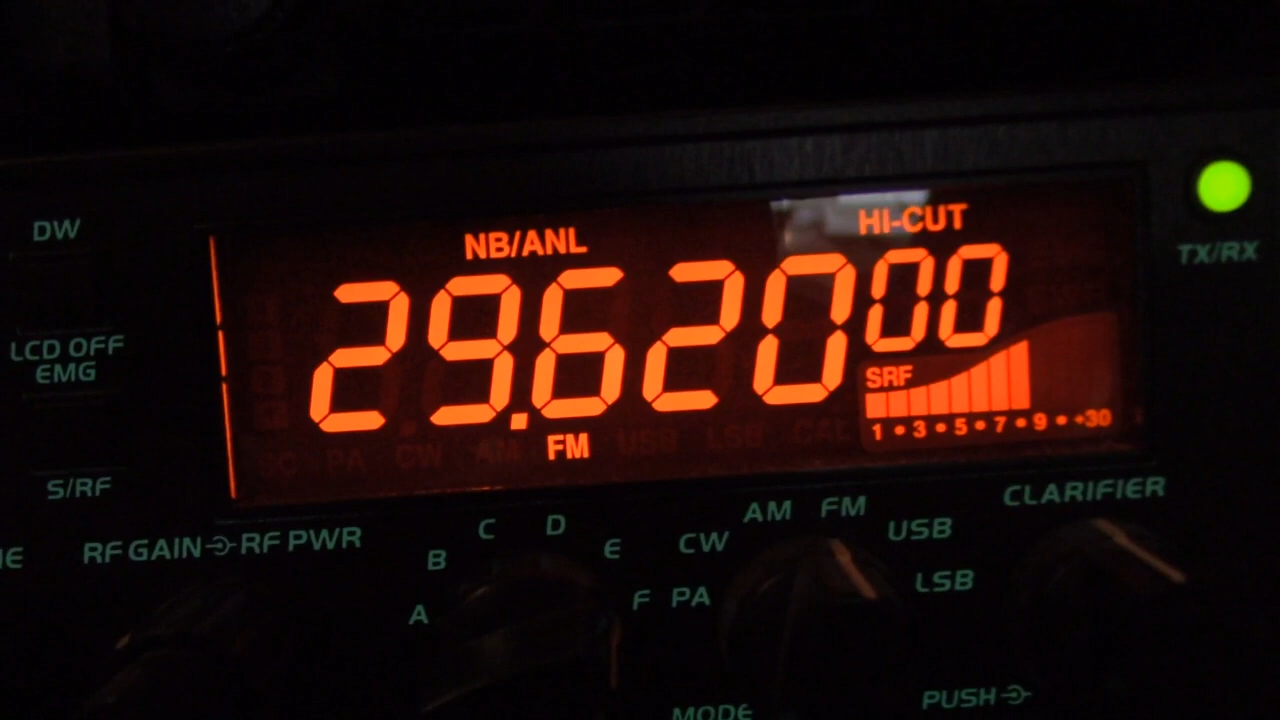 DW
NB/ANL HI-CUT
29.62000
TX/RX
LCD OFF
EMG
SRF
1 • 3 • 5 • 7 • 9 • +30
PA CW AM FM USB LSB CAL
S/RF
CLARIFIER
RF GAIN RF PWR
A B C D E F
PA CW AM FM USB LSB
MODE
PUSH